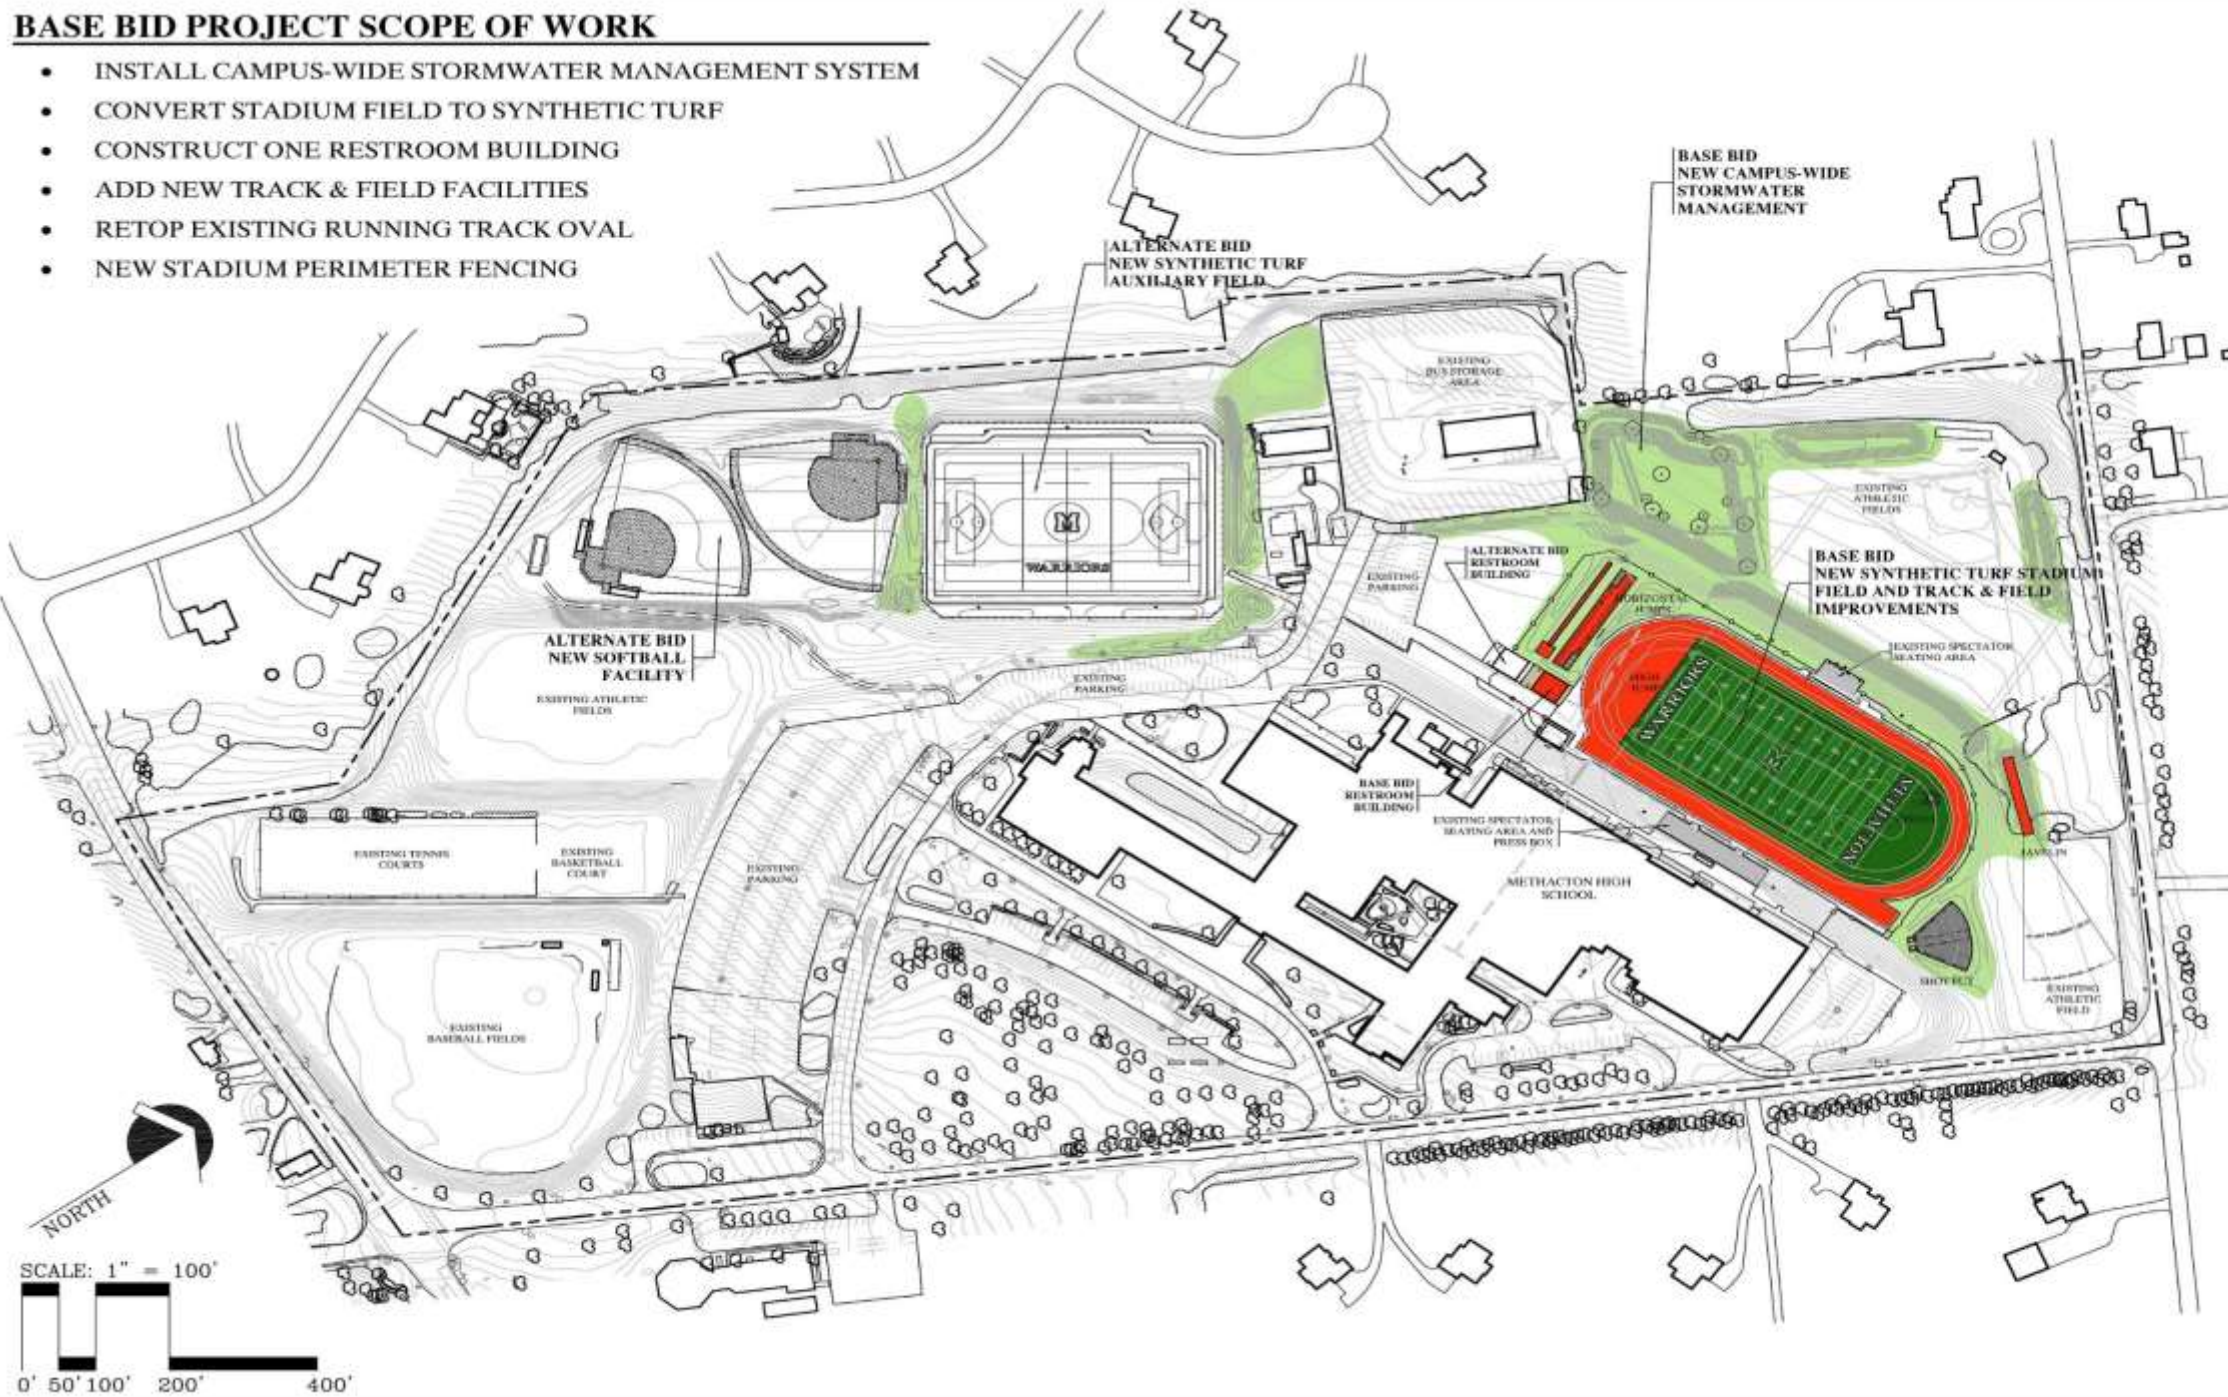 BASE BID PROJECT SCOPE OF WORK
• INSTALL CAMPUS-WIDE STORMWATER MANAGEMENT SYSTEM
• CONVERT STADIUM FIELD TO SYNTHETIC TURF
• CONSTRUCT ONE RESTROOM BUILDING
• ADD NEW TRACK & FIELD FACILITIES
• RETOP EXISTING RUNNING TRACK OVAL
• NEW STADIUM PERIMETER FENCING
BASE BID
NEW CAMPUS-WIDE
STORMWATER
MANAGEMENT
ALTERNATE BID
NEW SYNTHETIC TURF
AUXILIARY FIELD
EXISTING
BUS STORAGE
AREA
EXISTING
ATHLETIC
FIELDS
M
WARRIORS
ALTERNATE BID
RESTROOM
BUILDING
EXISTING
PARKING
BASE BID
NEW SYNTHETIC TURF STADIUM
FIELD AND TRACK & FIELD
IMPROVEMENTS
HORIZONTAL
JUMPS
ALTERNATE BID
NEW SOFTBALL
FACILITY
EXISTING SPECTATOR
SEATING AREA
EXISTING
PARKING
HIGH
JUMP
WARRIORS
EXISTING ATHLETIC
FIELDS
M
METHACTON
BASE BID
RESTROOM
BUILDING
EXISTING SPECTATOR
SEATING AREA AND
PRESS BOX
JAVELIN
EXISTING TENNIS
COURTS
EXISTING
BASKETBALL
COURT
EXISTING
PARKING
METHACTON HIGH
SCHOOL
SHOT PUT
EXISTING
ATHLETIC
FIELD
EXISTING
BASEBALL FIELDS
NORTH
SCALE: 1" = 100'
0' 50' 100' 200' 400'